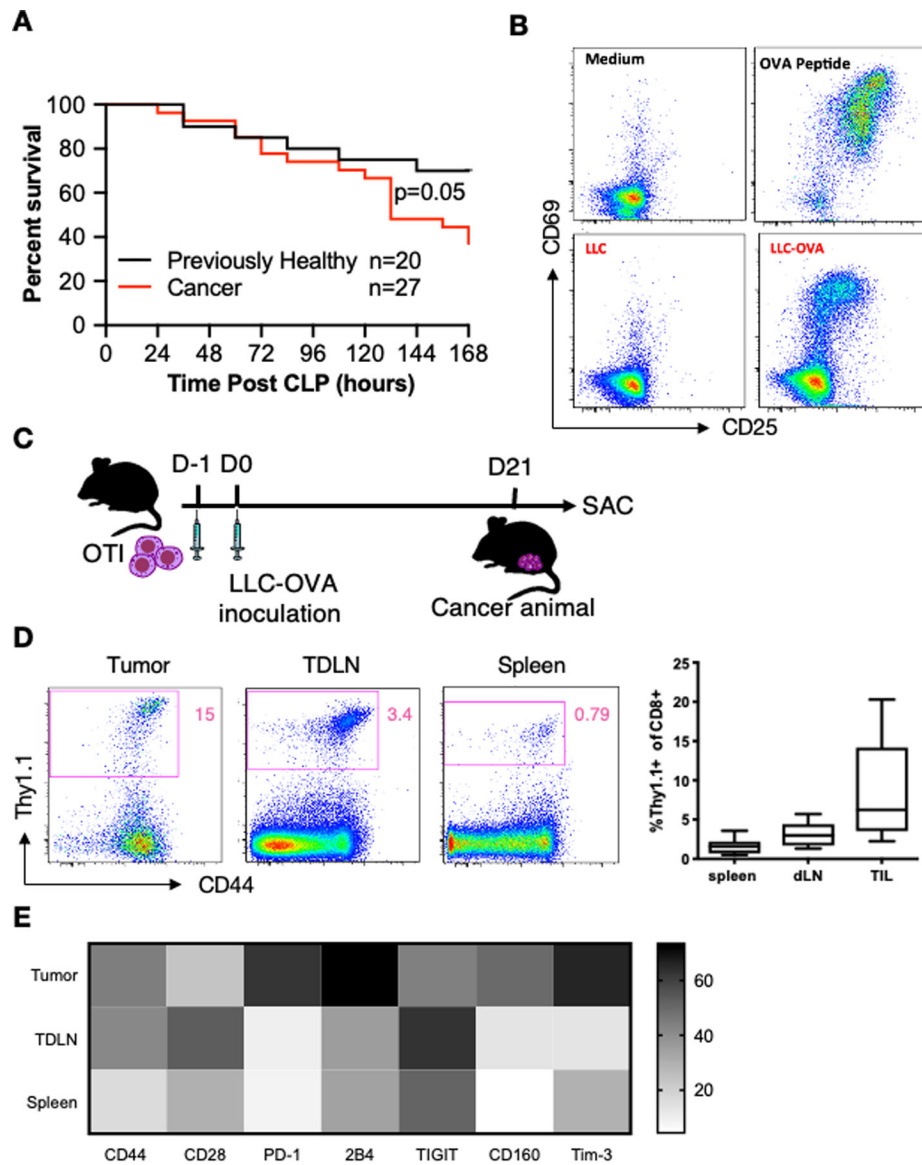 A
Percent survival
100
80
60
40
20
0
p=0.05
Previously Healthy n=20
Cancer n=27
0 24 48 72 96 120 144 168
Time Post CLP (hours)
B
Medium
OVA Peptide
LLC
LLC-OVA
CD69
CD25
C
D-1 D0
D21
SAC
OTI
LLC-OVA
inoculation
Cancer animal
D
Tumor
TDLN
Spleen
15
3.4
0.79
Thy1.1
CD44
%Thy1.1+ of CD8+
25
20
15
10
5
0
spleen dLN TIL
E
Tumor
TDLN
Spleen
CD44 CD28 PD-1 2B4 TIGIT CD160 Tim-3
60
40
20